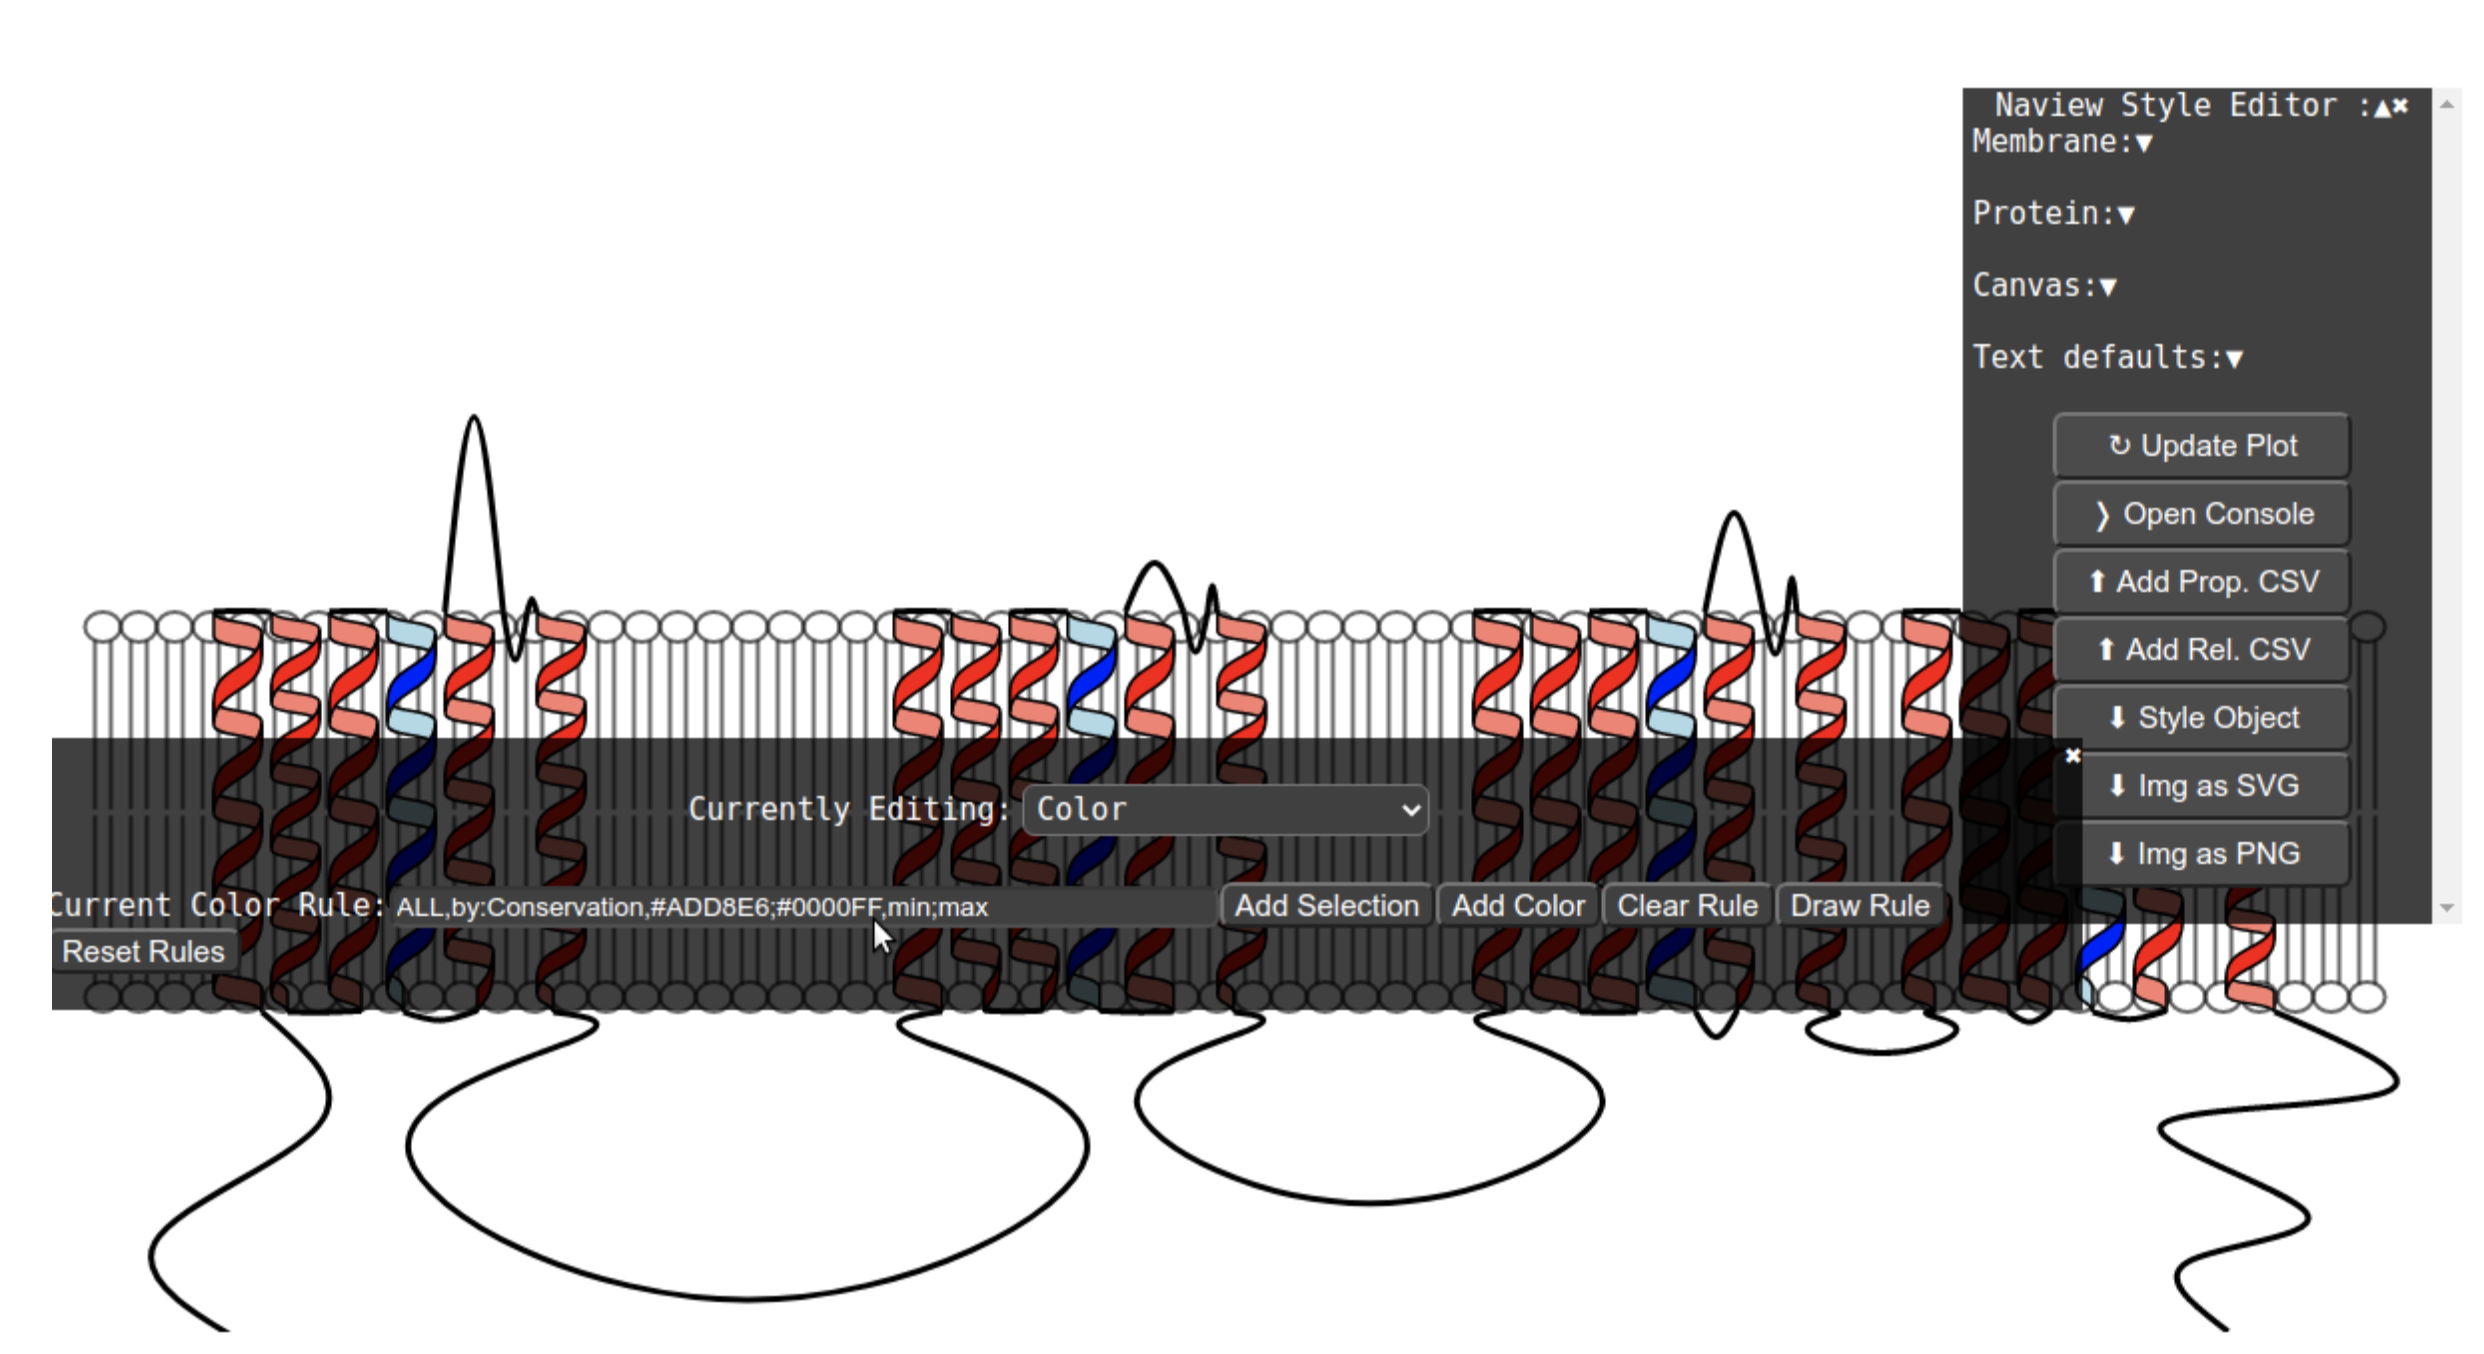 Naview Style Editor :▲✖
Membrane:▼
Protein:▼
Canvas:▼
Text defaults:▼
↻ Update Plot
❭ Open Console
⬆ Add Prop. CSV
⬆ Add Rel. CSV
⬇ Style Object
⬇ Img as SVG
⬇ Img as PNG
✖
Currently Editing: Color
Current Color Rule: ALL,by:Conservation,#ADD8E6;#0000FF,min;max Add Selection Add Color Clear Rule Draw Rule
Reset Rules